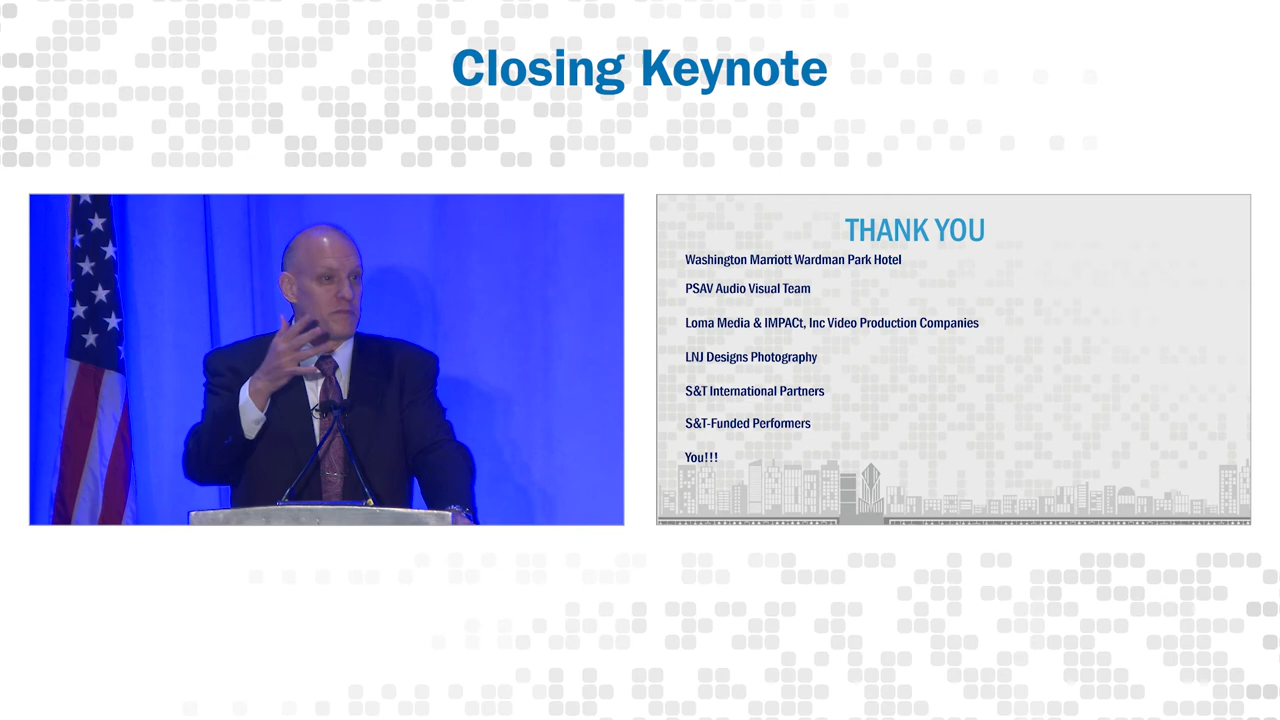 Closing Keynote
THANK YOU
Washington Marriott Wardman Park Hotel
PSAV Audio Visual Team
Loma Media & IMPACt, Inc Video Production Companies
LNJ Designs Photography
S&T International Partners
S&T-Funded Performers
You!!!